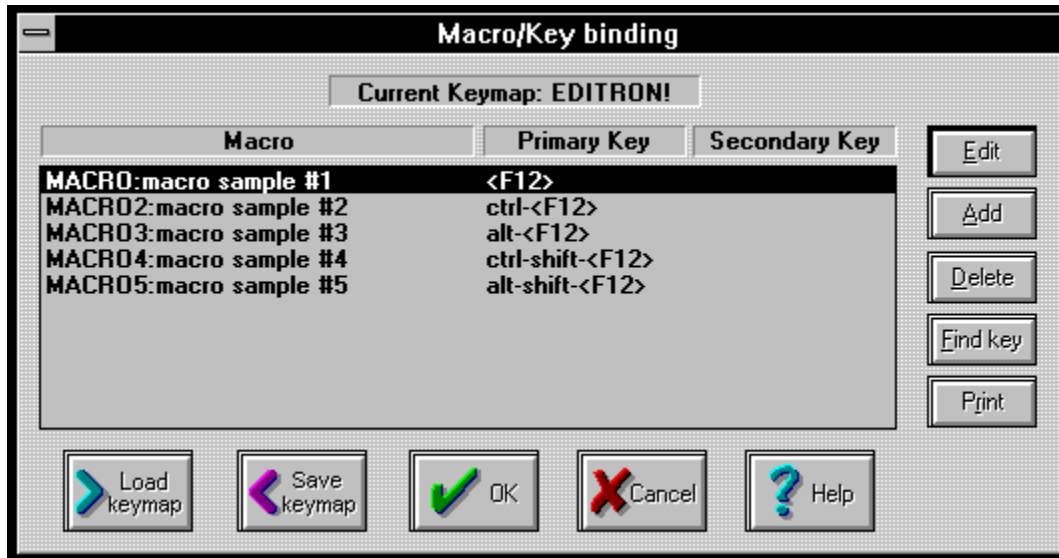 Macro/Key binding
Current Keymap: EDITRON!
Macro Primary Key Secondary Key
MACRO:macro sample #1 <F12>
MACRO2:macro sample #2 ctrl-<F12>
MACRO3:macro sample #3 alt-<F12>
MACRO4:macro sample #4 ctrl-shift-<F12>
MACRO5:macro sample #5 alt-shift-<F12>
Edit
Add
Delete
Find key
Print
Load
keymap
Save
keymap
OK
Cancel
Help